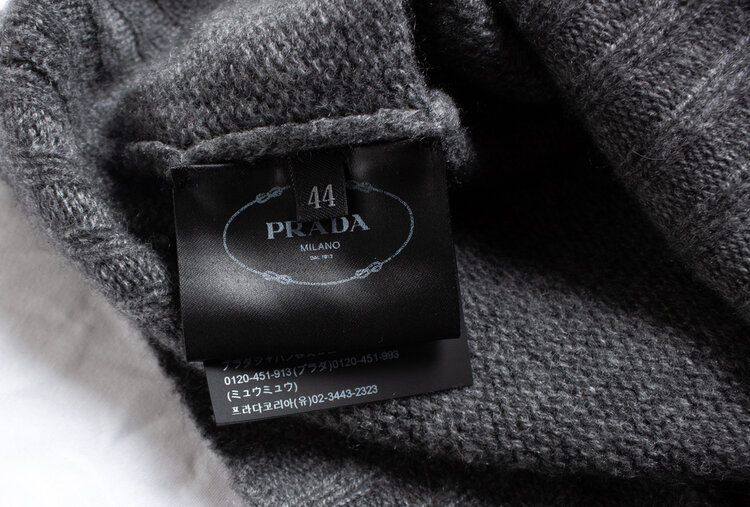 44
PRADA
MILANO
DAL 1913
0120-451-913(プラダ)0120-451-993
(ミュウミュウ)
프라다코리아(유)02-3443-2323